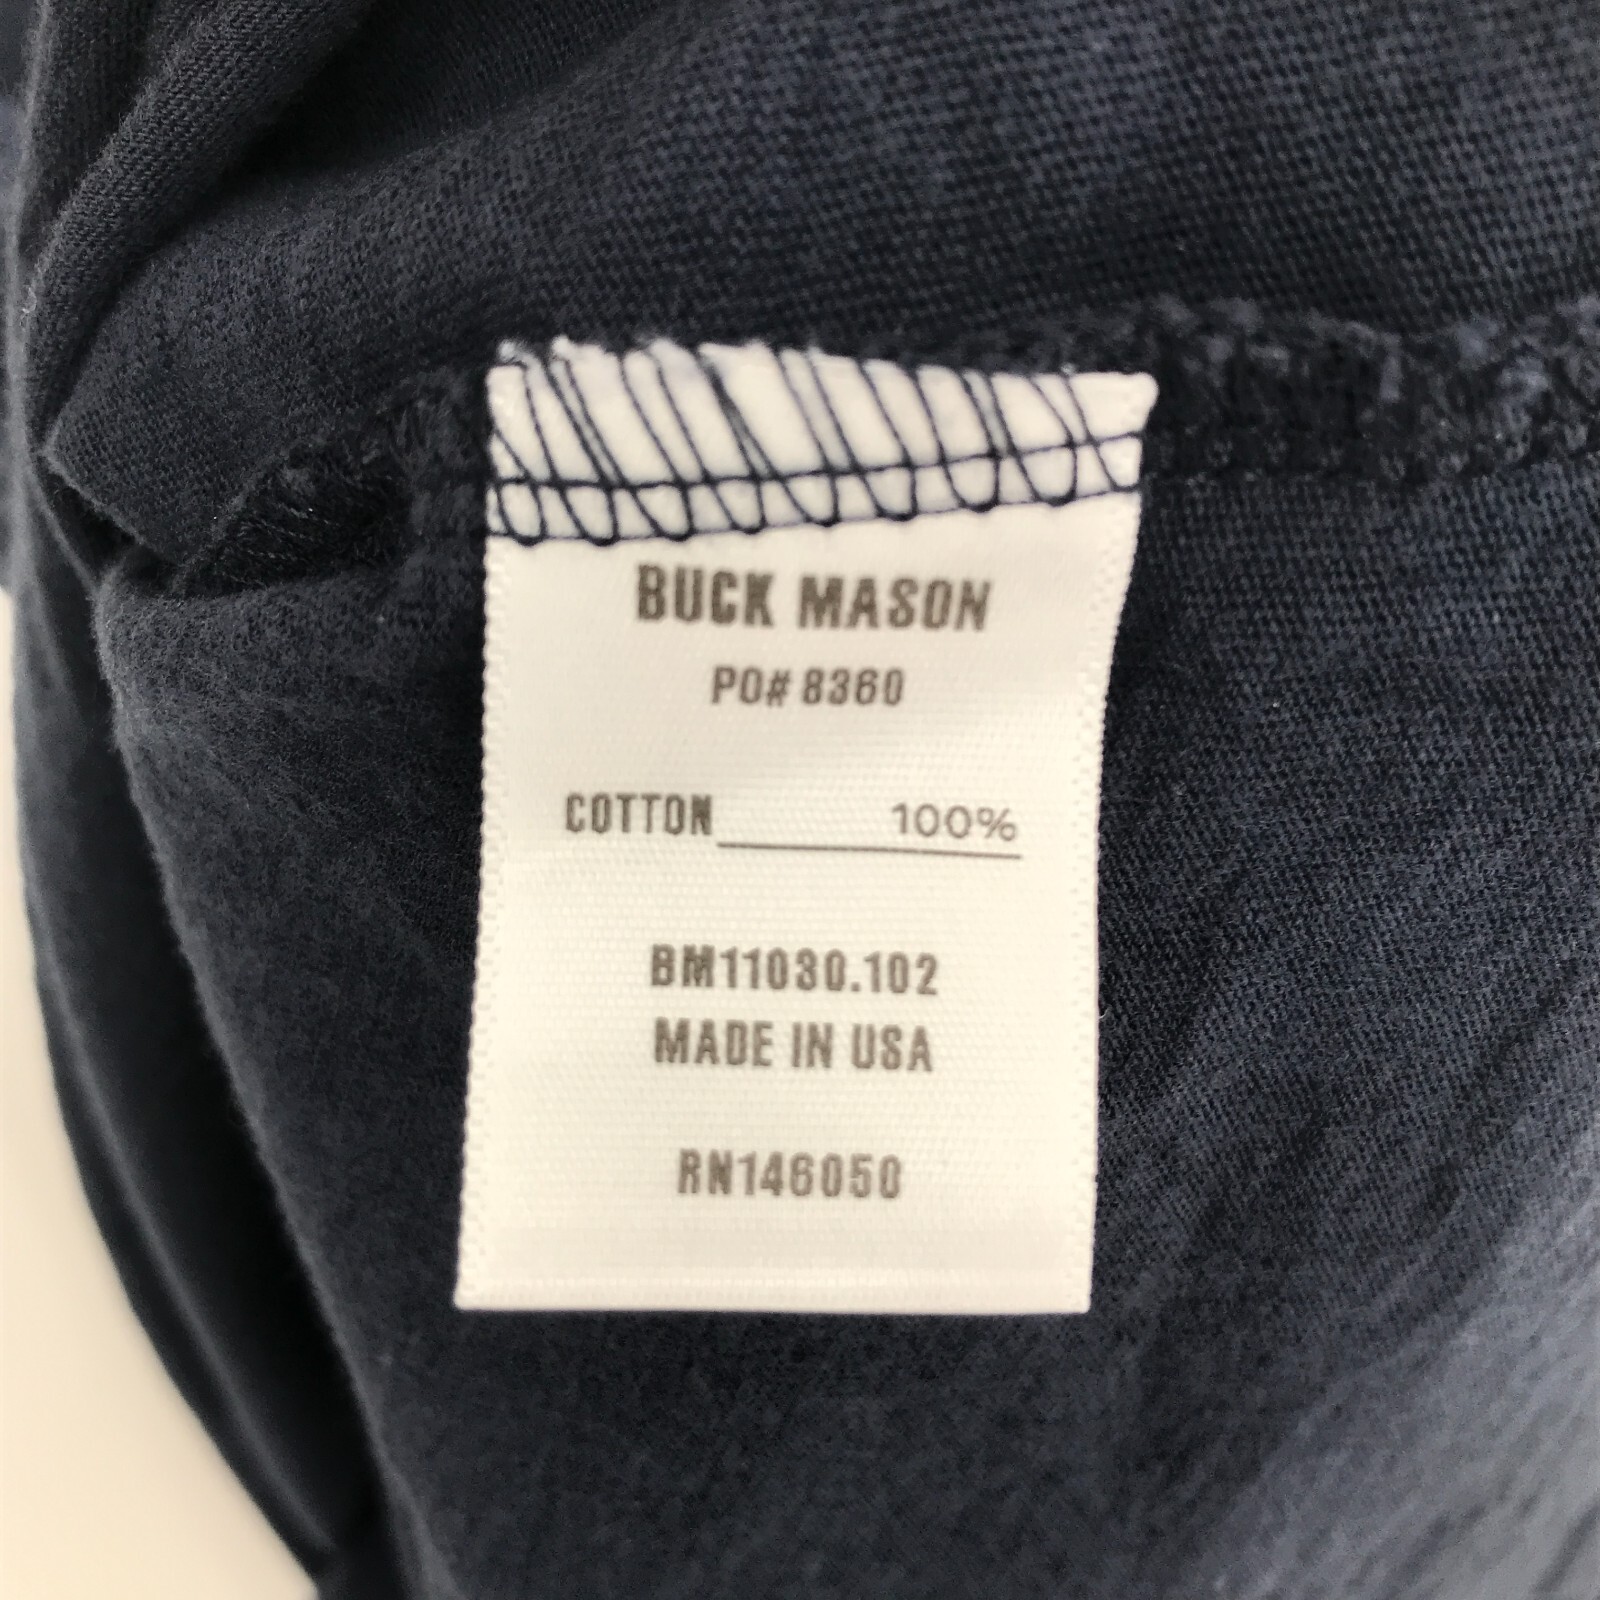 BUCK MASON
PO# 8360
COTTON 100%
BM11030.102
MADE IN USA
RN146050